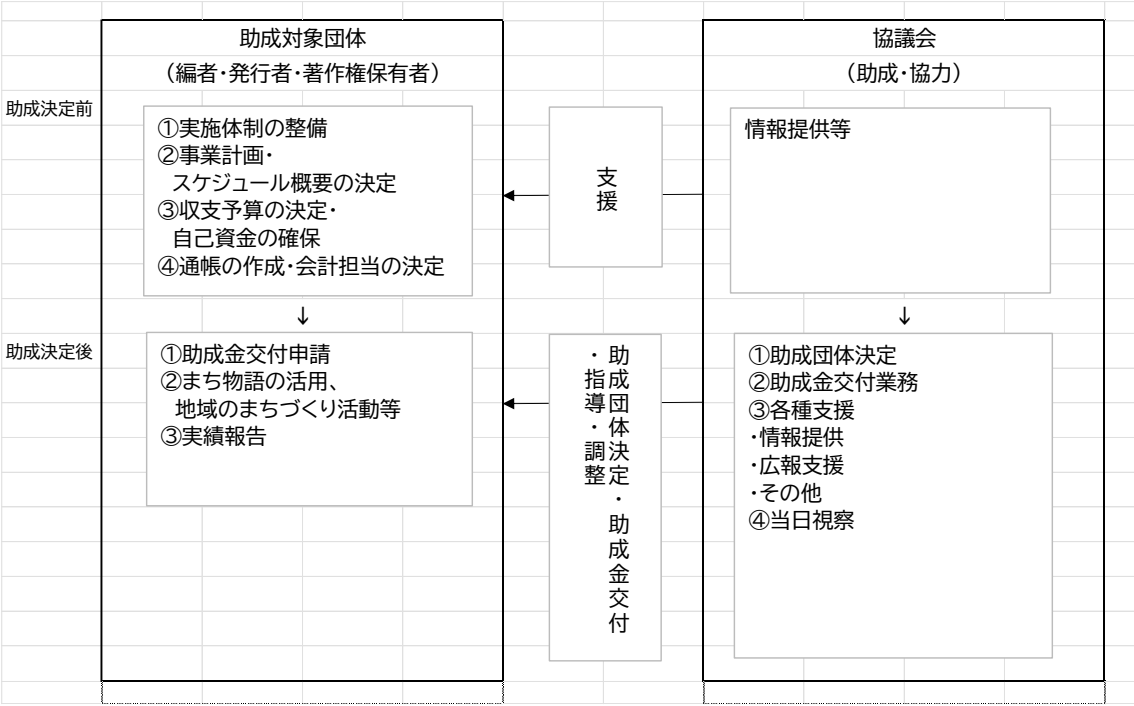 助成対象団体
（編者・発行者・著作権保有者）
協議会
（助成・協力）
助成決定前
①実施体制の整備
②事業計画・
スケジュール概要の決定
③収支予算の決定・
自己資金の確保
④通帳の作成・会計担当の決定
支援
情報提供等
↓
↓
助成決定後
①助成金交付申請
②まち物語の活用、
地域のまちづくり活動等
③実績報告
助成団体決定・助成金交付
・指導・調整
①助成団体決定
②助成金交付業務
③各種支援
・情報提供
・広報支援
・その他
④当日視察